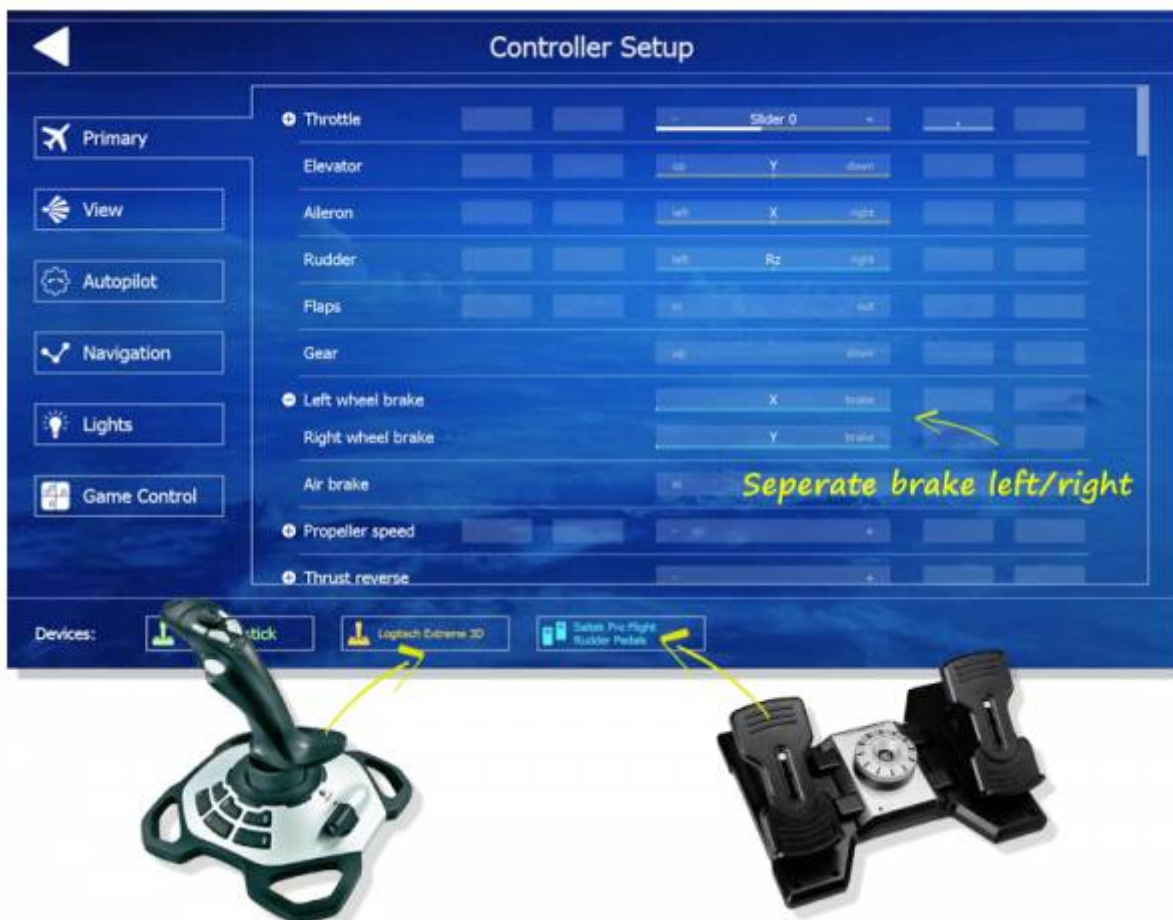 Controller Setup
Primary
View
Autopilot
Navigation
Lights
Game Control
Throttle - Slider 0 + ,
Elevator up Y down
Aileron left X right
Rudder left Rz right
Flaps in out
Gear up down
Left wheel brake X brake
Right wheel brake Y brake
Air brake in
Seperate brake left/right
Propeller speed - +
Thrust reverse - +
Devices:
stick
Logitech Extreme 3D
Saitek Pro Flight
Rudder Pedals